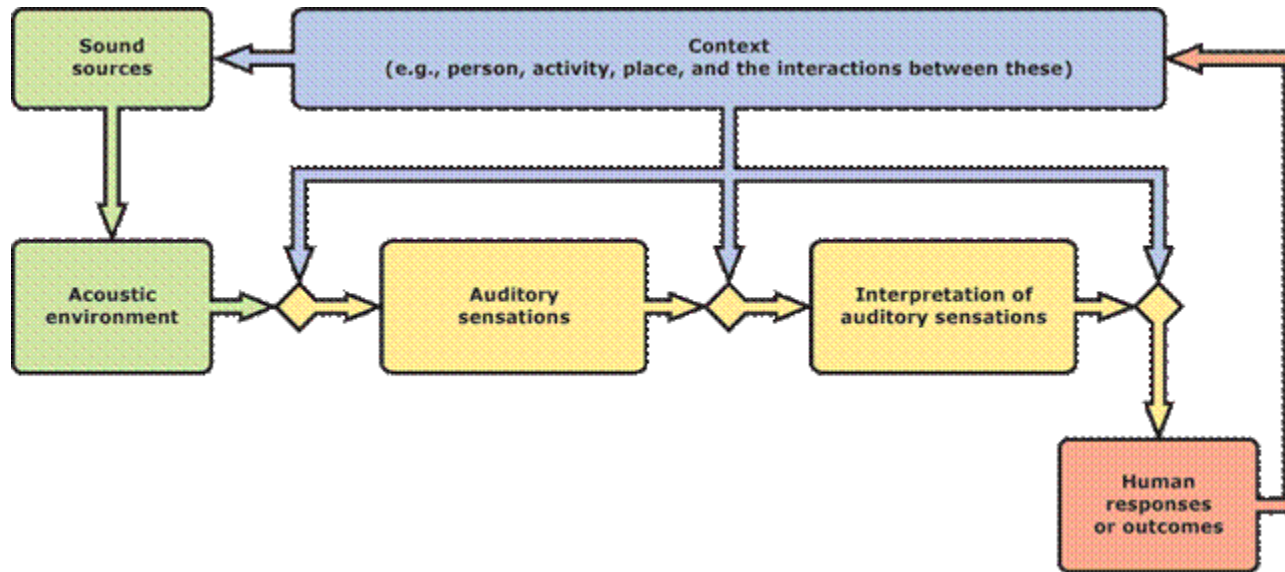 Sound
sources
Context
(e.g., person, activity, place, and the interactions between these)
Acoustic
environment
Auditory
sensations
Interpretation of
auditory sensations
Human
responses
or outcomes